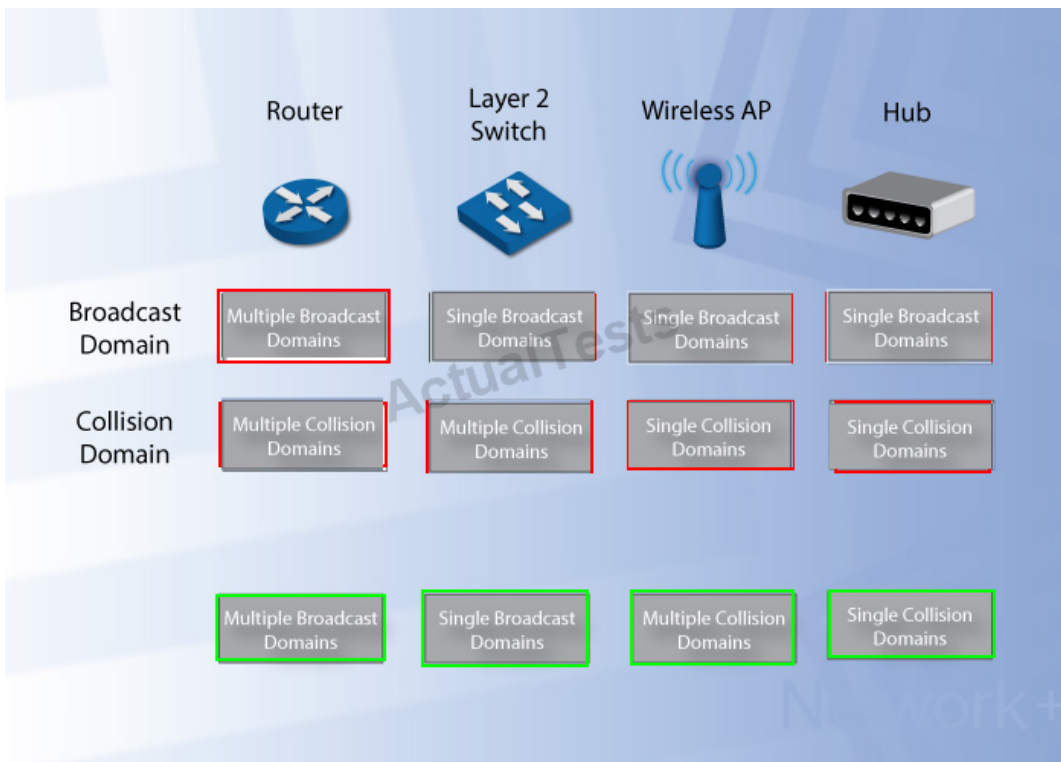 Router
Layer 2
Switch
Wireless AP
Hub
Broadcast
Domain
Multiple Broadcast
Domains
Single Broadcast
Domains
Single Broadcast
Domains
Single Broadcast
Domains
ActualTests
Collision
Domain
Multiple Collision
Domains
Multiple Collision
Domains
Single Collision
Domains
Single Collision
Domains
Multiple Broadcast
Domains
Single Broadcast
Domains
Multiple Collision
Domains
Single Collision
Domains
Network+